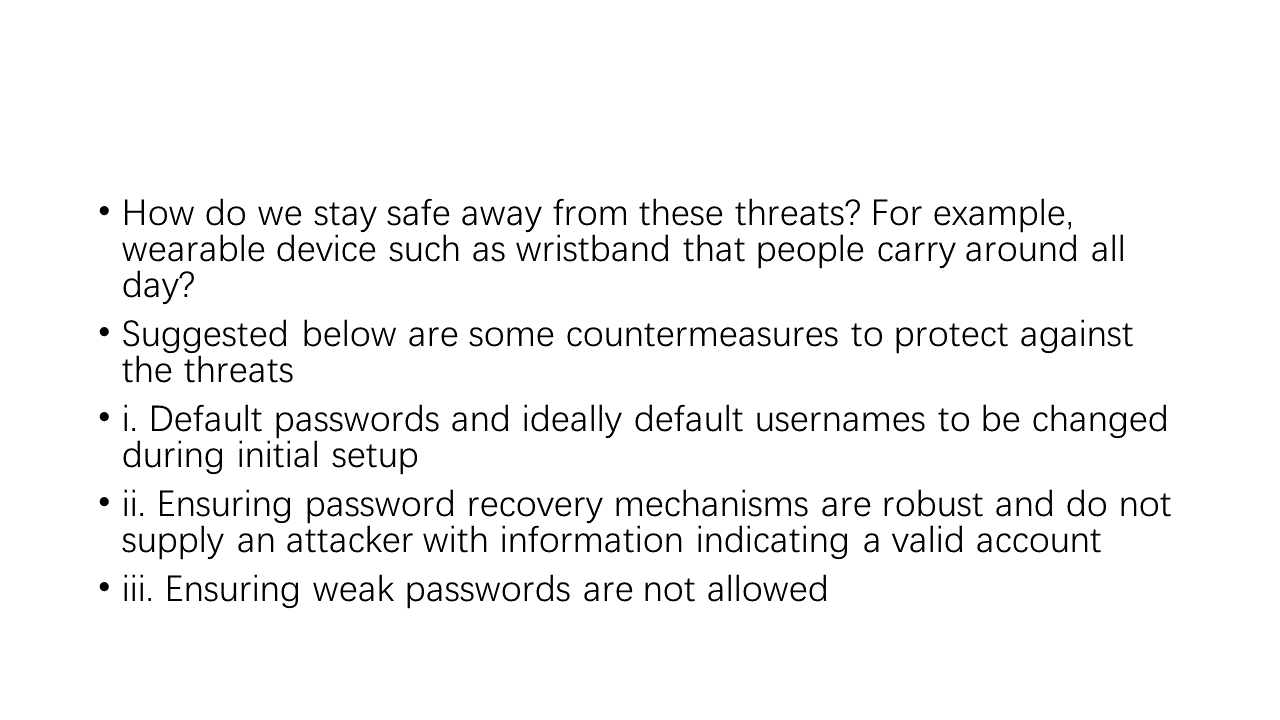 • How do we stay safe away from these threats? For example,
wearable device such as wristband that people carry around all
day?
• Suggested below are some countermeasures to protect against
the threats
• i. Default passwords and ideally default usernames to be changed
during initial setup
• ii. Ensuring password recovery mechanisms are robust and do not
supply an attacker with information indicating a valid account
• iii. Ensuring weak passwords are not allowed